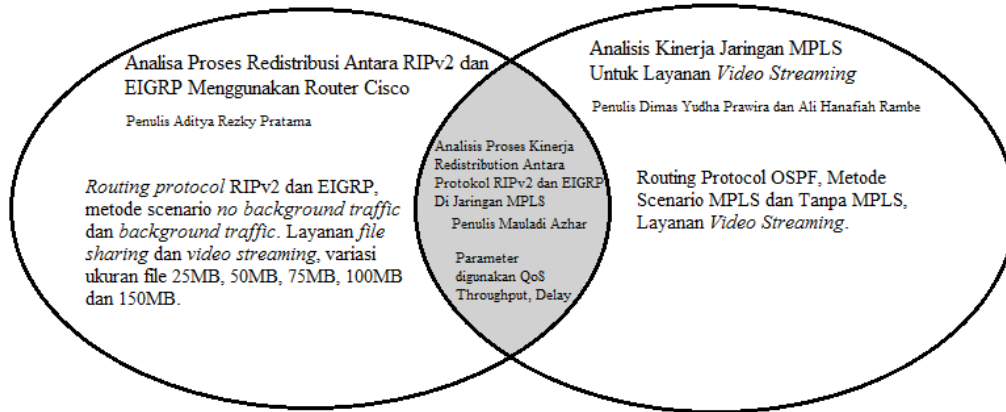 Analisa Proses Redistribusi Antara RIPv2 dan
EIGRP Menggunakan Router Cisco
Penulis Aditya Rezky Pratama
Routing protocol RIPv2 dan EIGRP,
metode scenario no background traffic
dan background traffic. Layanan file
sharing dan video streaming, variasi
ukuran file 25MB, 50MB, 75MB, 100MB
dan 150MB.
Analisis Proses Kinerja
Redistribution Antara
Protokol RIPv2 dan EIGRP
Di Jaringan MPLS
Penulis Mauladi Azhar
Parameter
digunakan QoS
Throughput, Delay
Analisis Kinerja Jaringan MPLS
Untuk Layanan Video Streaming
Penulis Dimas Yudha Prawira dan Ali Hanafiah Rambe
Routing Protocol OSPF, Metode
Scenario MPLS dan Tanpa MPLS,
Layanan Video Streaming.